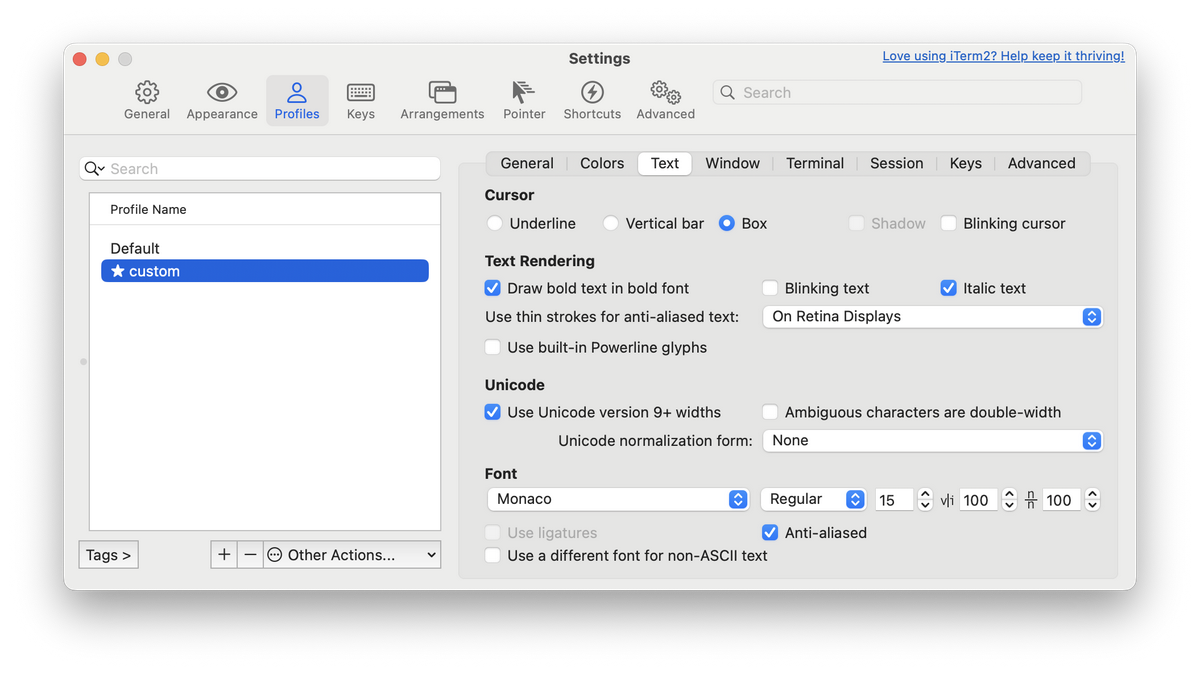 Settings
Love using iTerm2? Help keep it thriving!
General Appearance Profiles Keys Arrangements Pointer Shortcuts Advanced
Search
Search
Profile Name
Default
custom
Tags >
+ − Other Actions...
General Colors Text Window Terminal Session Keys Advanced
Cursor
Underline Vertical bar Box Shadow Blinking cursor
Text Rendering
Draw bold text in bold font Blinking text Italic text
Use thin strokes for anti-aliased text: On Retina Displays
Use built-in Powerline glyphs
Unicode
Use Unicode version 9+ widths Ambiguous characters are double-width
Unicode normalization form: None
Font
Monaco Regular 15 v|i 100 n/n 100
Use ligatures Anti-aliased
Use a different font for non-ASCII text